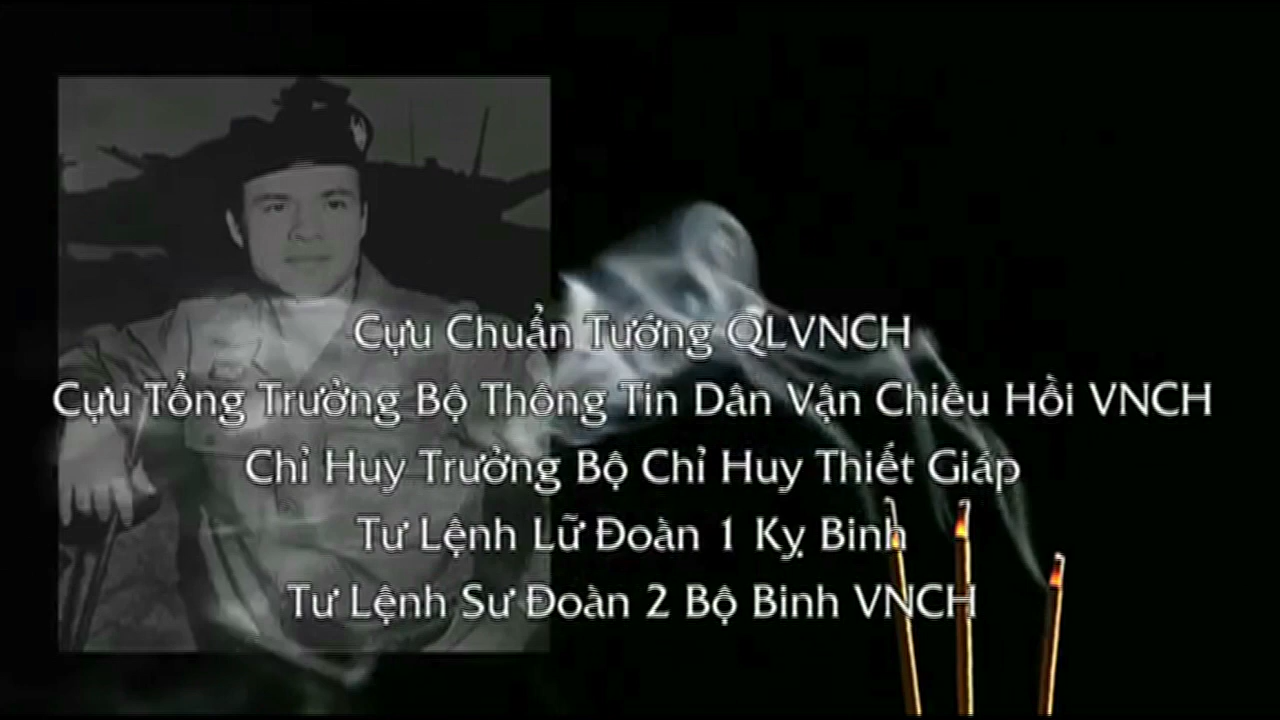 Cựu Chuẩn Tướng QLVNCH
Cựu Tổng Trưởng Bộ Thông Tin Dân Vận Chiêu Hồi VNCH
Chỉ Huy Trưởng Bộ Chỉ Huy Thiết Giáp
Tư Lệnh Lữ Đoàn 1 Kỵ Binh
Tư Lệnh Sư Đoàn 2 Bộ Binh VNCH